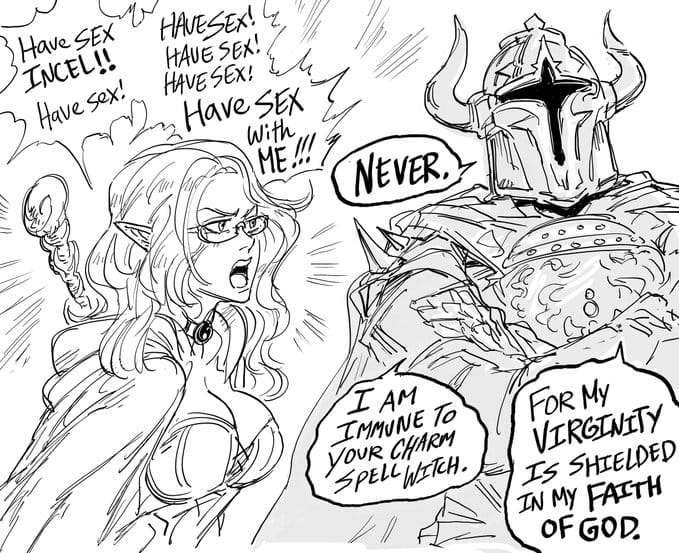 Have SEX
INCEL!!
Have sex!
HAVE SEX!
HAVE SEX!
HAVE SEX!
Have SEX
With
ME!!!
NEVER.
I AM
IMMUNE TO
YOUR CHARM
SPELL WITCH.
FOR MY
VIRGINITY
IS SHIELDED
IN MY FAITH
OF GOD.